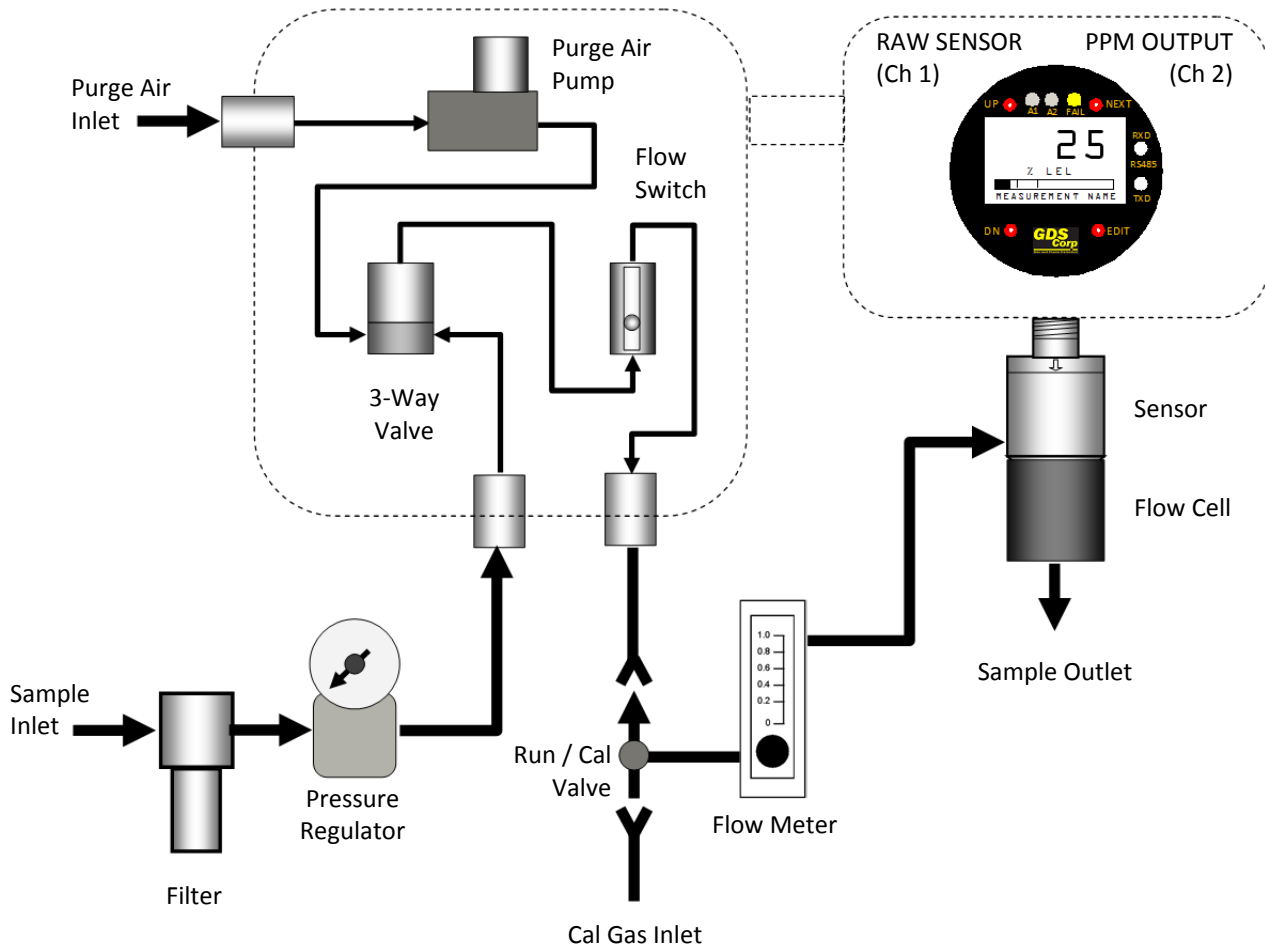 Purge Air
Inlet
Purge Air
Pump
Flow
Switch
3-Way
Valve
RAW SENSOR
(Ch 1)
PPM OUTPUT
(Ch 2)
UP
A1
A2
FAIL
NEXT
RXD
RS485
TXD
25
% LEL
MEASUREMENT NAME
DN
GDS
Corp
EDIT
Sensor
Flow Cell
Sample Outlet
Sample
Inlet
Filter
Pressure
Regulator
Run / Cal
Valve
1.0
0.8
0.6
0.4
0.2
0
Flow Meter
Cal Gas Inlet